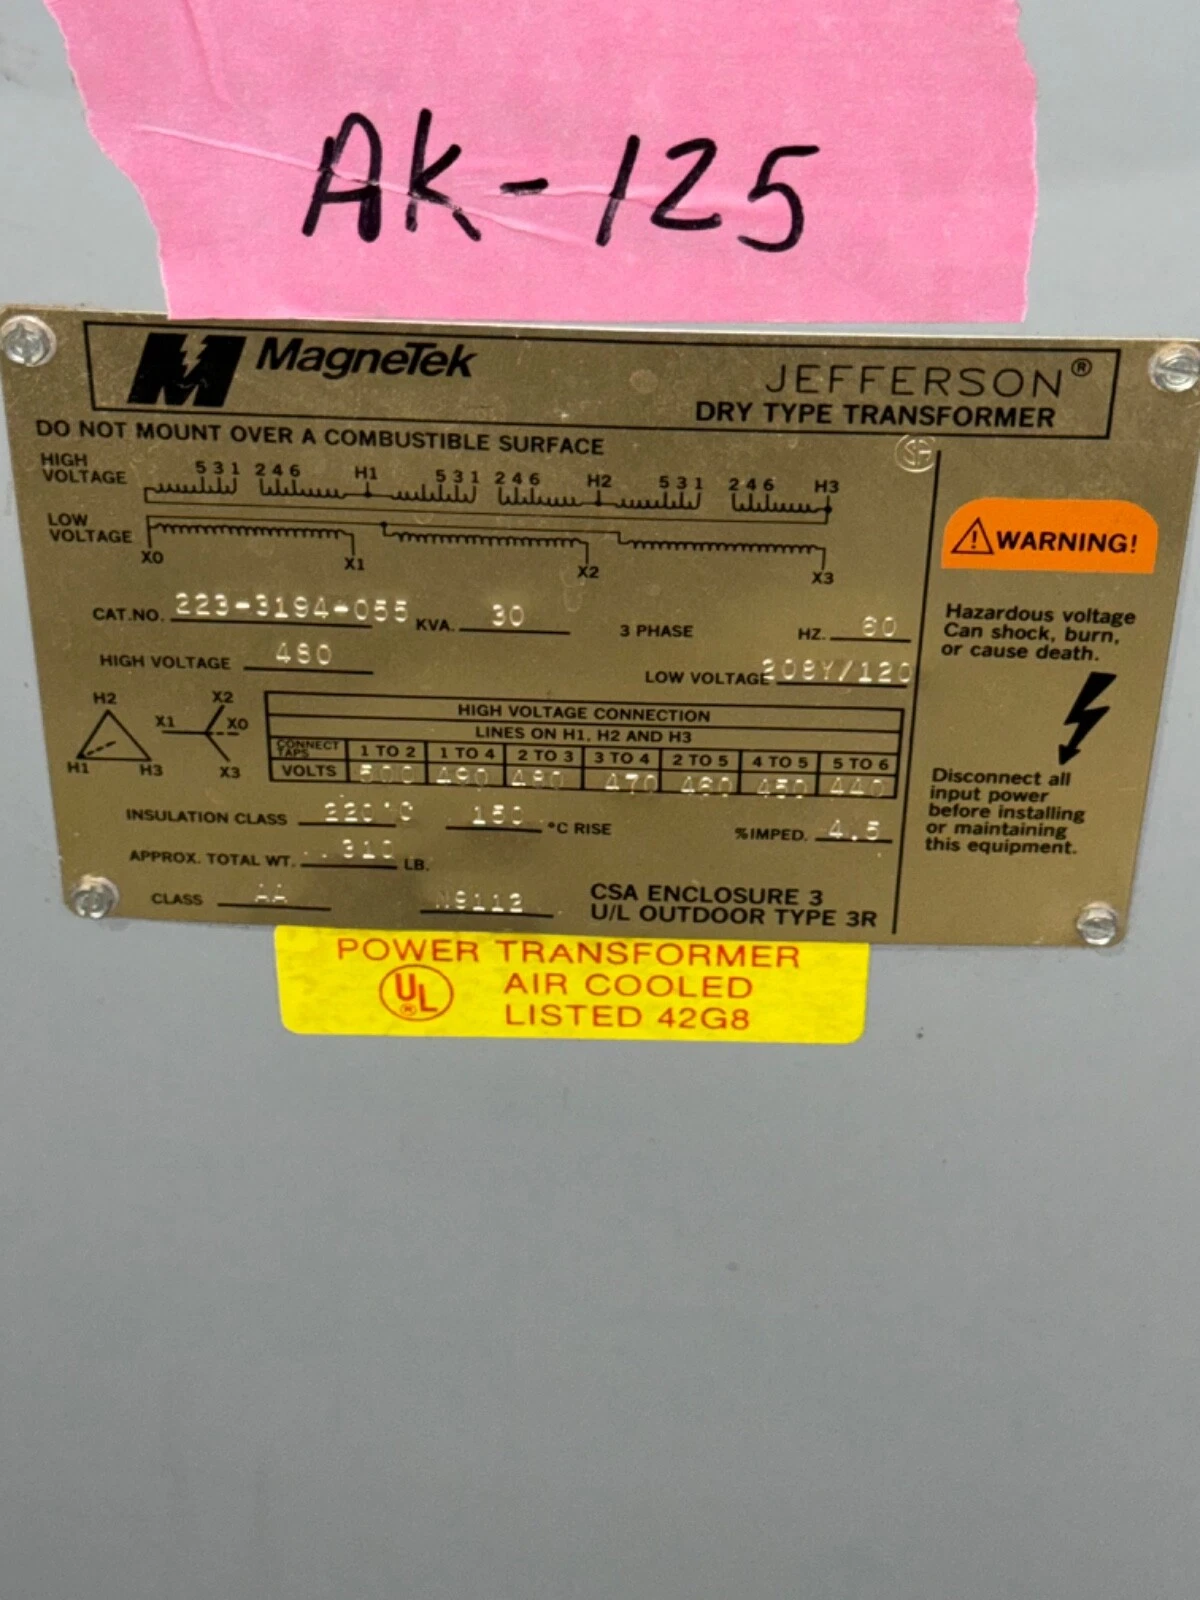 AK-125
MagneTek
JEFFERSON®
DRY TYPE TRANSFORMER
DO NOT MOUNT OVER A COMBUSTIBLE SURFACE
HIGH VOLTAGE 5 3 1 2 4 6 H1 5 3 1 2 4 6 H2 5 3 1 2 4 6 H3
LOW VOLTAGE
X0 X1 X2 X3
CAT.NO. 223-3194-055 KVA. 30 3 PHASE HZ. 60
HIGH VOLTAGE 480 LOW VOLTAGE 208Y/120
H2 X2
X1 X0
H1 H3 X3
HIGH VOLTAGE CONNECTION
LINES ON H1, H2 AND H3
CONNECT TAPS 1 TO 2 1 TO 4 2 TO 3 3 TO 4 2 TO 5 4 TO 5 5 TO 6
VOLTS 500 490 480 470 460 450 440
INSULATION CLASS 220°C 150 °C RISE %IMPED. 4.5
APPROX. TOTAL WT. 310 LB.
CLASS AA N9112
CSA ENCLOSURE 3
U/L OUTDOOR TYPE 3R
WARNING!
Hazardous voltage
Can shock, burn,
or cause death.
Disconnect all
input power
before installing
or maintaining
this equipment.
POWER TRANSFORMER
UL® AIR COOLED
LISTED 42G8